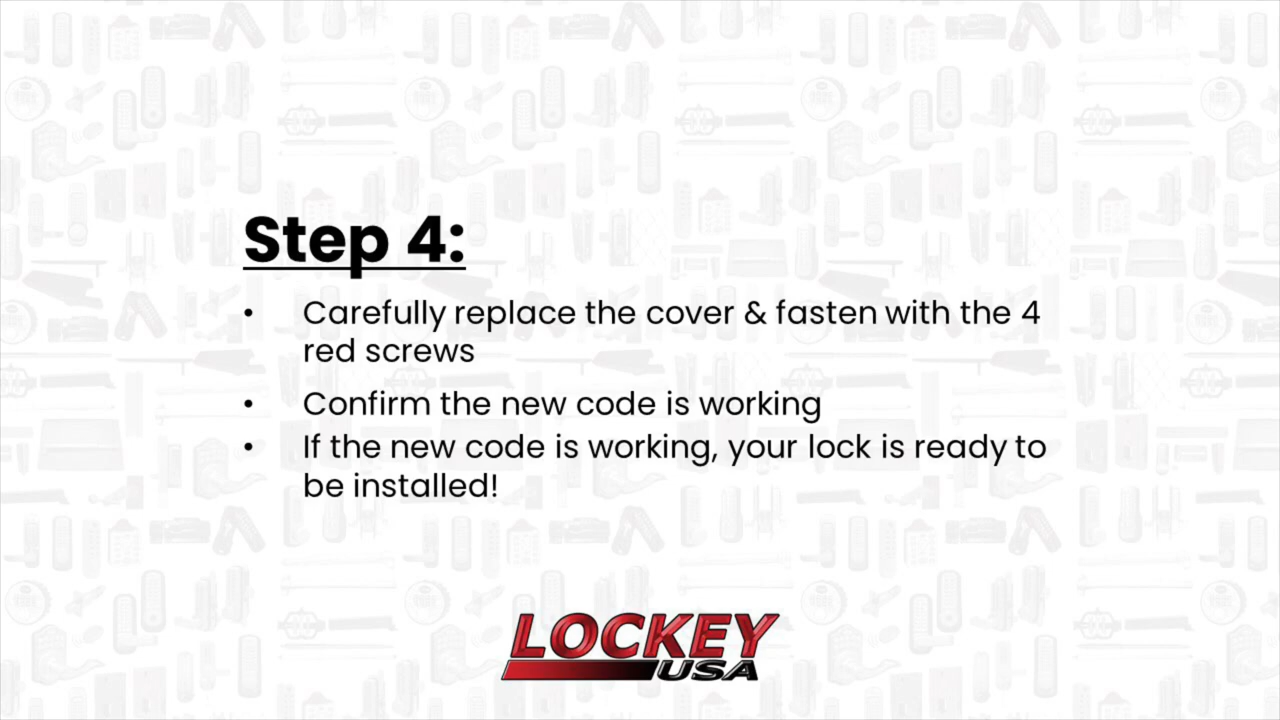 Step 4:
• Carefully replace the cover & fasten with the 4
red screws
• Confirm the new code is working
• If the new code is working, your lock is ready to
be installed!
LOCKEY
USA